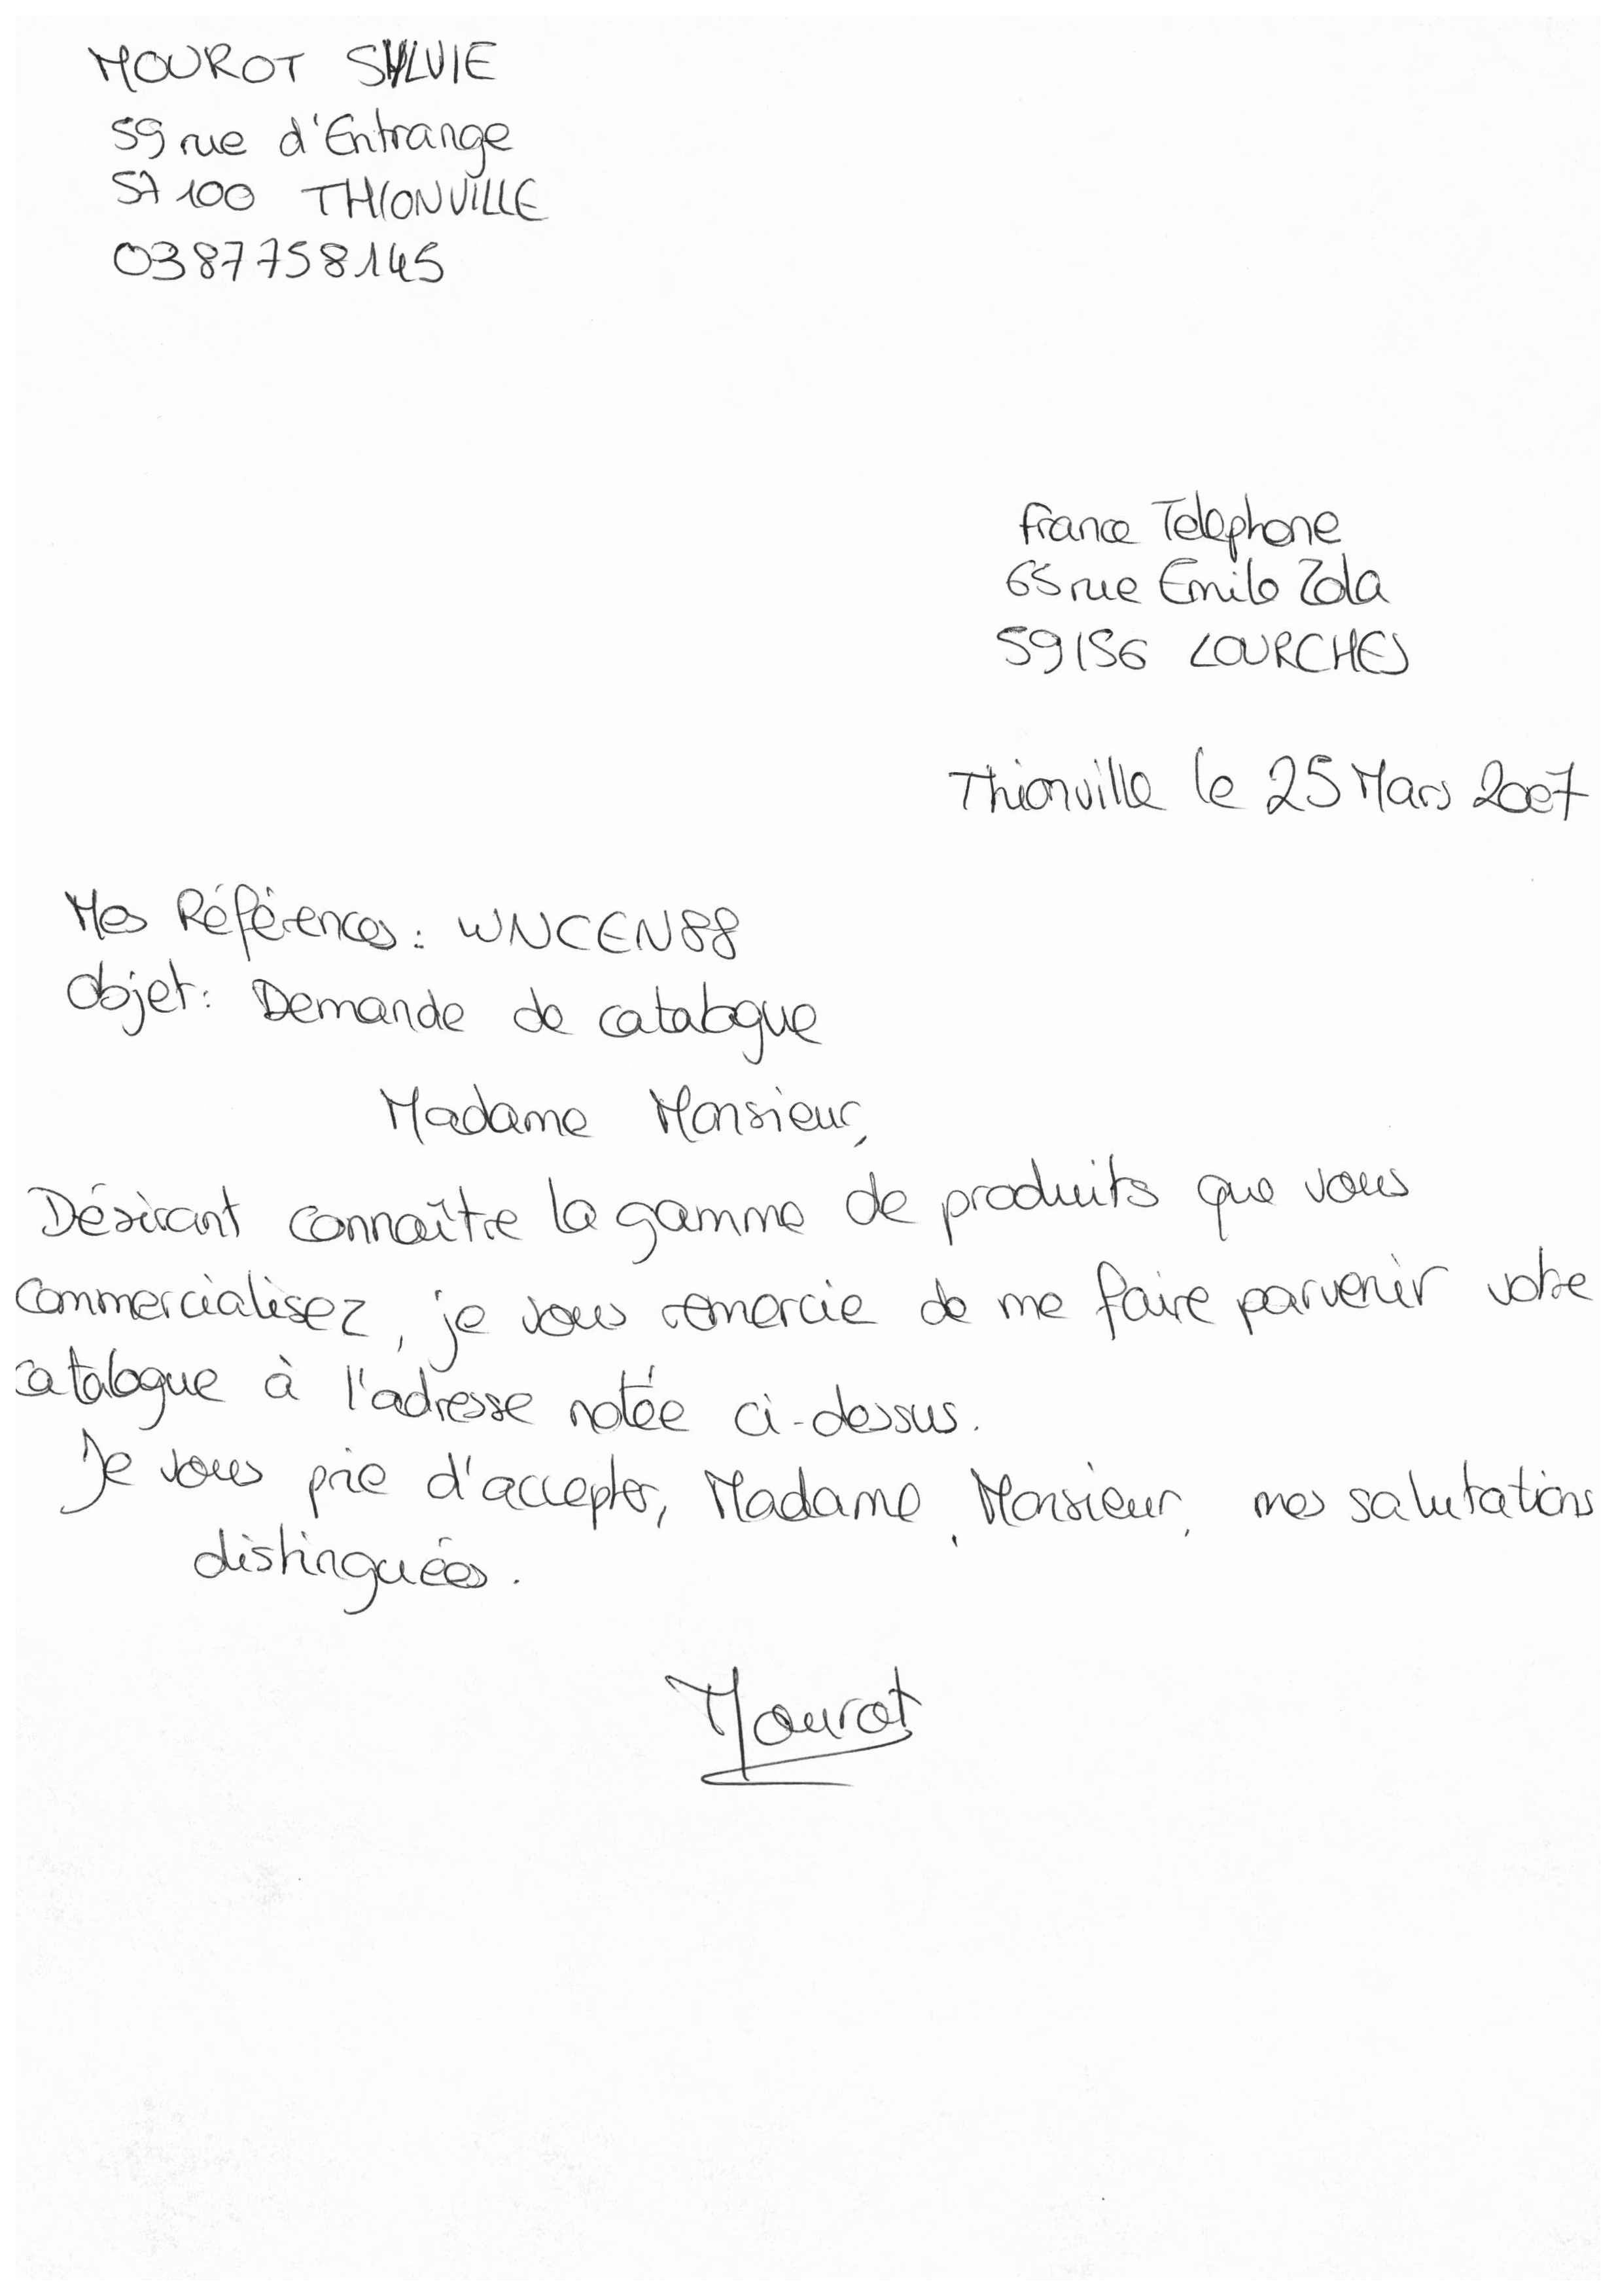 MOUROT SYLVIE
59 rue d'Entrange
57100 THIONVILLE
0387758145
France Telephone
65 rue Emile Zola
59156 LOURCHES
Thionville le 25 Mars 2007
Mes Références : WNCEN88
Objet : Demande de catalogue
Madame Monsieur,
Désirant connaître la gamme de produits que vous
commercialisez, je vous remercie de me faire parvenir votre
catalogue à l'adresse notée ci-dessus.
Je vous prie d'accepter, Madame, Monsieur, mes salutations
distinguées.
Mourot